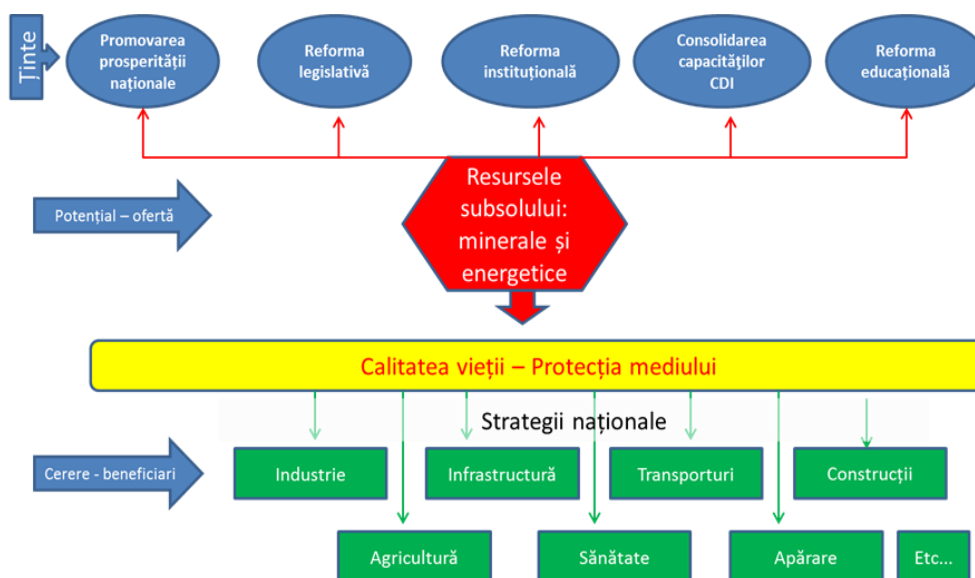 Ținte
Promovarea
prosperității
naționale
Reforma
legislativă
Reforma
instituțională
Consolidarea
capacităţilor
CDI
Reforma
educațională
Potențial – ofertă
Resursele
subsolului:
minerale și
energetice
Calitatea vieții – Protecția mediului
Strategii naționale
Cerere - beneficiari
Industrie
Infrastructură
Transporturi
Construcții
Agricultură
Sănătate
Apărare
Etc...